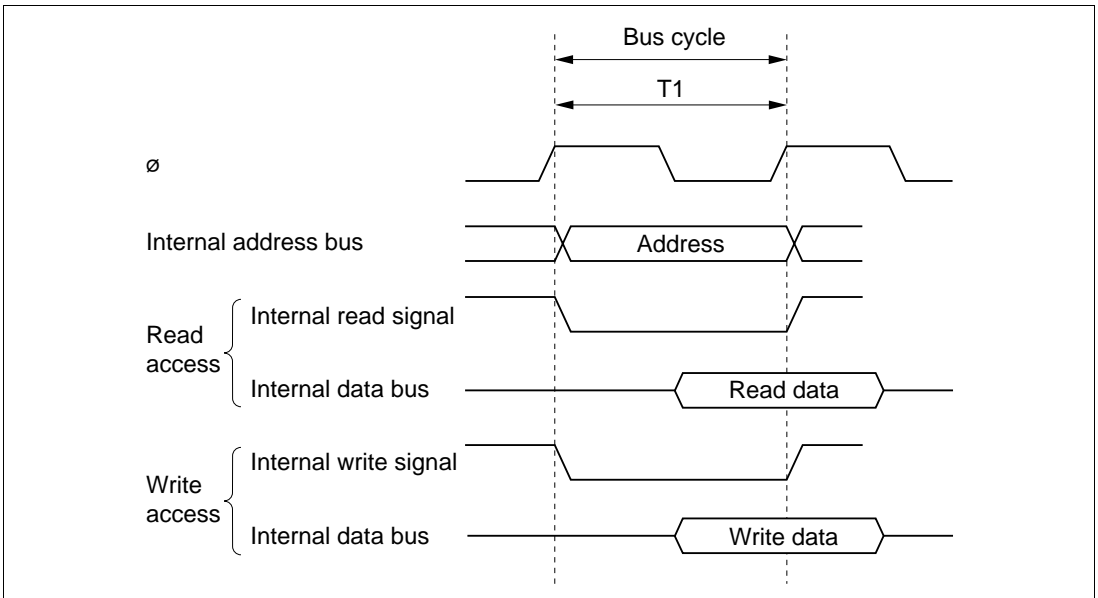 Bus cycle
T1
ø
Internal address bus
Address
Read
access
Internal read signal
Internal data bus
Read data
Write
access
Internal write signal
Internal data bus
Write data